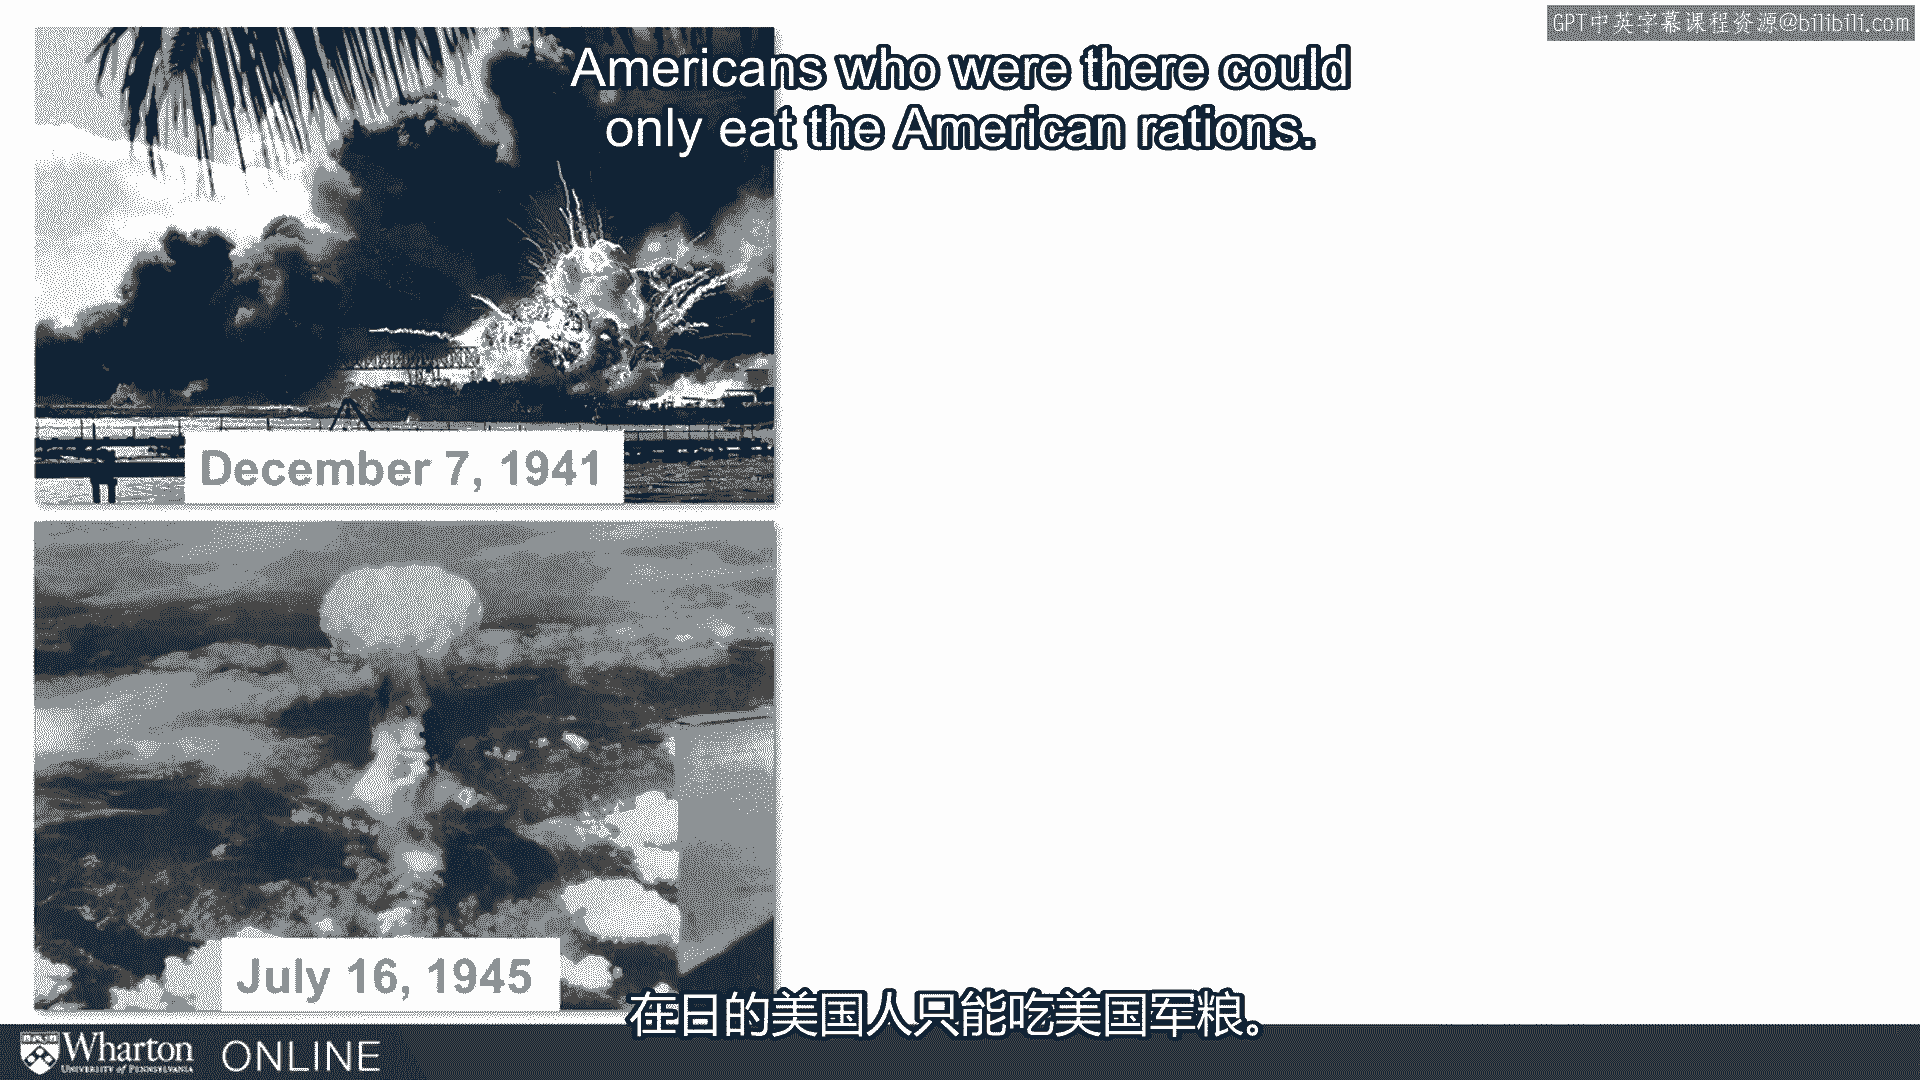 GPT中英字幕课程资源@bilibili.com
Americans who were there could
only eat the American rations.
December 7, 1941
July 16, 1945
在日的美国人只能吃美国军粮。
Wharton
UNIVERSITY of PENNSYLVANIA
ONLINE